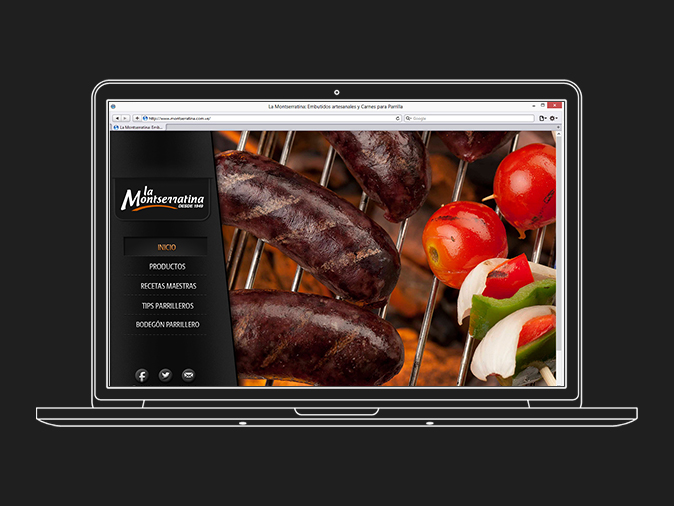 La Montserratina: Embutidos artesanales y Carnes para Parrilla
http://www.montserratina.com.ve/
Google
La Montserratina: Emb...
la
Montserratina
DESDE 1949
INICIO
PRODUCTOS
RECETAS MAESTRAS
TIPS PARRILLEROS
BODEGÓN PARRILLERO